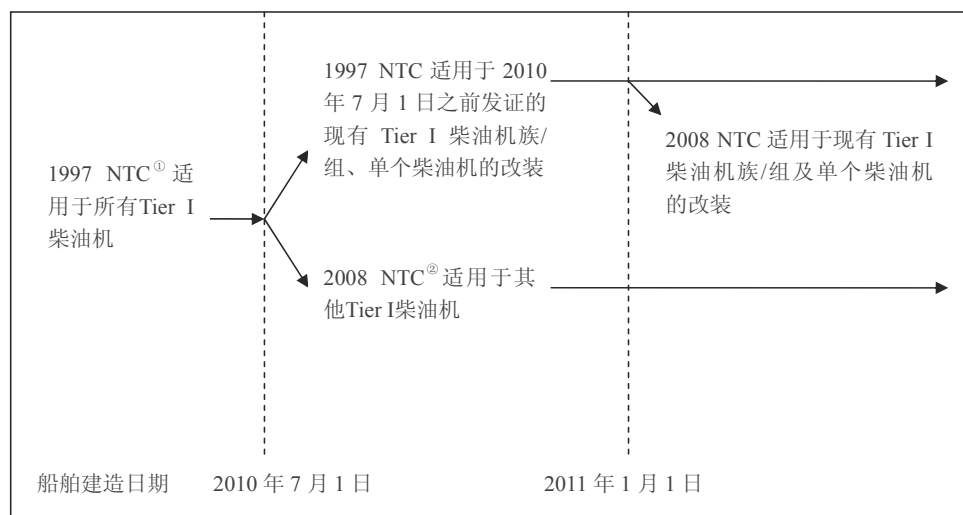 1997 NTC 适用于 2010
年 7 月 1 日之前发证的
现有 Tier I 柴油机族/
组、单个柴油机的改装
2008 NTC 适用于现有 Tier I
柴油机族/组及单个柴油机
的改装
1997 NTC① 适
用于所有Tier I
柴油机
2008 NTC②适用于其
他Tier I柴油机
船舶建造日期 2010 年 7 月 1 日 2011 年 1 月 1 日